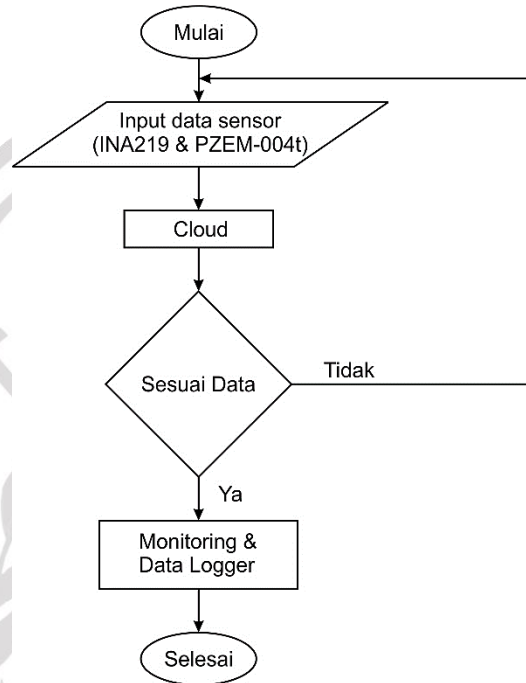 Mulai
Input data sensor
(INA219 & PZEM-004t)
Cloud
Sesuai Data
Tidak
Ya
Monitoring &
Data Logger
Selesai